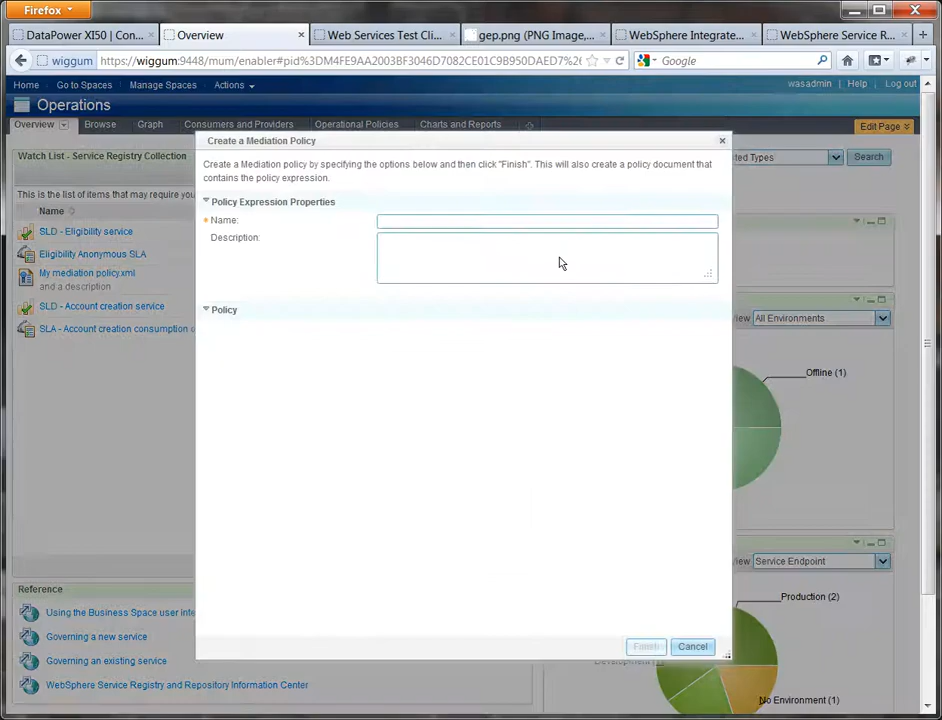 Firefox
DataPower XI50 | Con...
Overview
Web Services Test Cli...
gep.png (PNG Image,...
WebSphere Integrate...
WebSphere Service R...
wiggum
https://wiggum:9448/mum/enabler#pid%3DM4FE9AA2003BF3046D7082CE01C9B950DAED7%26
Google
Home
Go to Spaces
Manage Spaces
Actions
wasadmin
Help
Log out
Operations
Overview
Browse
Graph
Consumers and Providers
Operational Policies
Charts and Reports
Edit Page
Create a Mediation Policy
Watch List - Service Registry Collection
Create a Mediation policy by specifying the options below and then click "Finish". This will also create a policy document that
contains the policy expression.
ted Types
Search
This is the list of items that may require you
Name
Policy Expression Properties
Name:
Description:
SLD - Eligibility service
Eligibility Anonymous SLA
My mediation policy.xml
and a description
SLD - Account creation service
SLA - Account creation consumption o
Policy
iew
All Environments
Offline (1)
iew
Service Endpoint
Production (2)
Reference
Using the Business Space user inte
Governing a new service
Governing an existing service
WebSphere Service Registry and Repository Information Center
Finish
Cancel
No Environment (1)